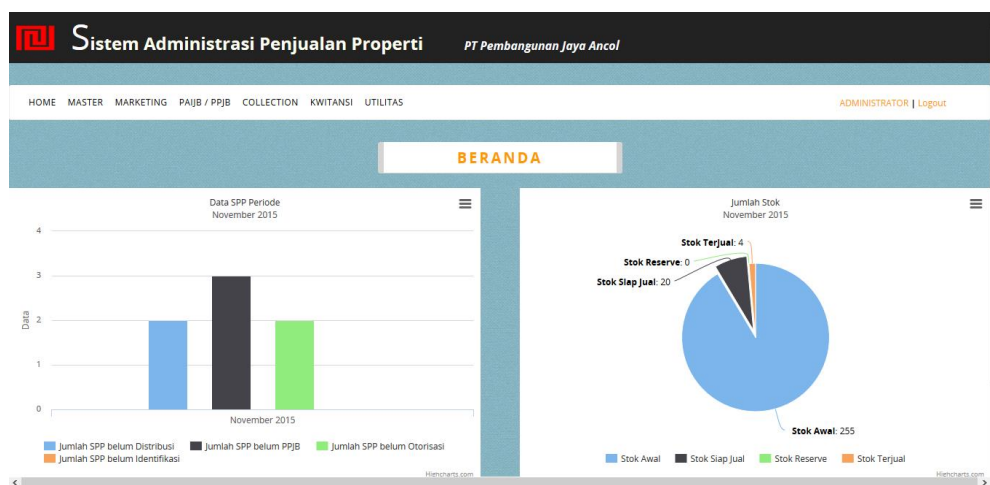 Sistem Administrasi Penjualan Properti PT Pembangunan Jaya Ancol
HOME MASTER MARKETING PAIJB / PPJB COLLECTION KWITANSI UTILITAS ADMINISTRATOR | Logout
BERANDA
Data SPP Periode
November 2015
4
3
2
1
0
Data
November 2015
Jumlah SPP belum Distribusi Jumlah SPP belum PPJB Jumlah SPP belum Otorisasi
Jumlah SPP belum Identifikasi
Highcharts.com
Jumlah Stok
November 2015
Stok Terjual: 4
Stok Reserve: 0
Stok Siap Jual: 20
Stok Awal: 255
Stok Awal Stok Siap Jual Stok Reserve Stok Terjual
Highcharts.com